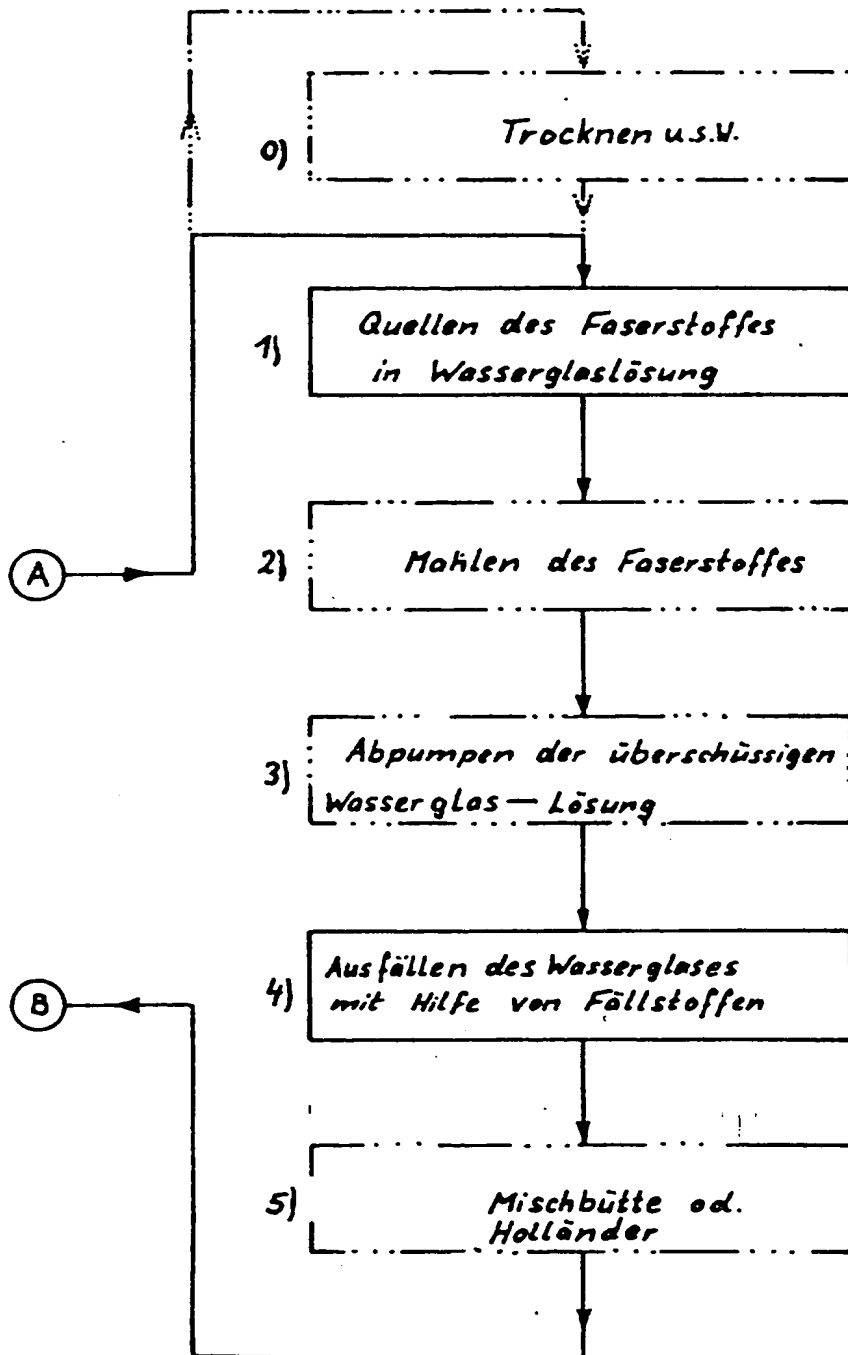 0) Trocknen u.s.W.
1) Quellen des Faserstoffes
in Wasserglaslösung
A
2) Mahlen des Faserstoffes
3) Abpumpen der überschüssigen
Wasserglas — Lösung
4) Ausfällen des Wasserglases
mit Hilfe von Fällstoffen
B
5) Mischbütte od.
Holländer